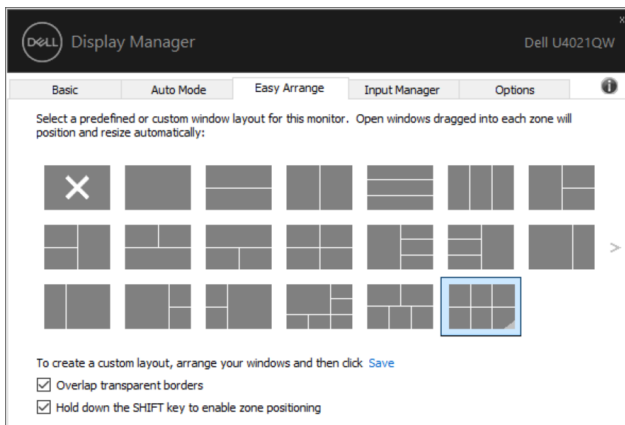 x
DELL Display Manager Dell U4021QW
Basic Auto Mode Easy Arrange Input Manager Options i
Select a predefined or custom window layout for this monitor. Open windows dragged into each zone will
position and resize automatically:
>
To create a custom layout, arrange your windows and then click Save
Overlap transparent borders
Hold down the SHIFT key to enable zone positioning